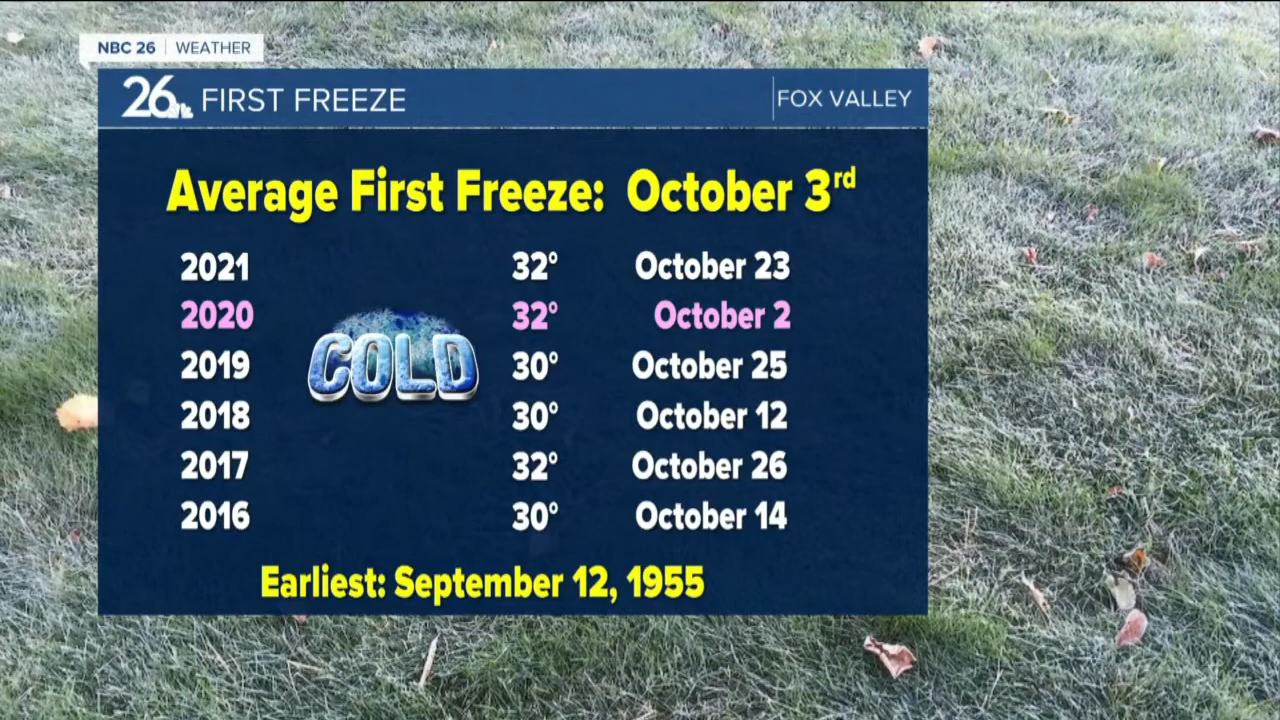 NBC 26 | WEATHER
26 FIRST FREEZE
FOX VALLEY
Average First Freeze: October 3rd
2021 32° October 23
2020 32° October 2
2019 30° October 25
2018 30° October 12
2017 32° October 26
2016 30° October 14
COLD
Earliest: September 12, 1955